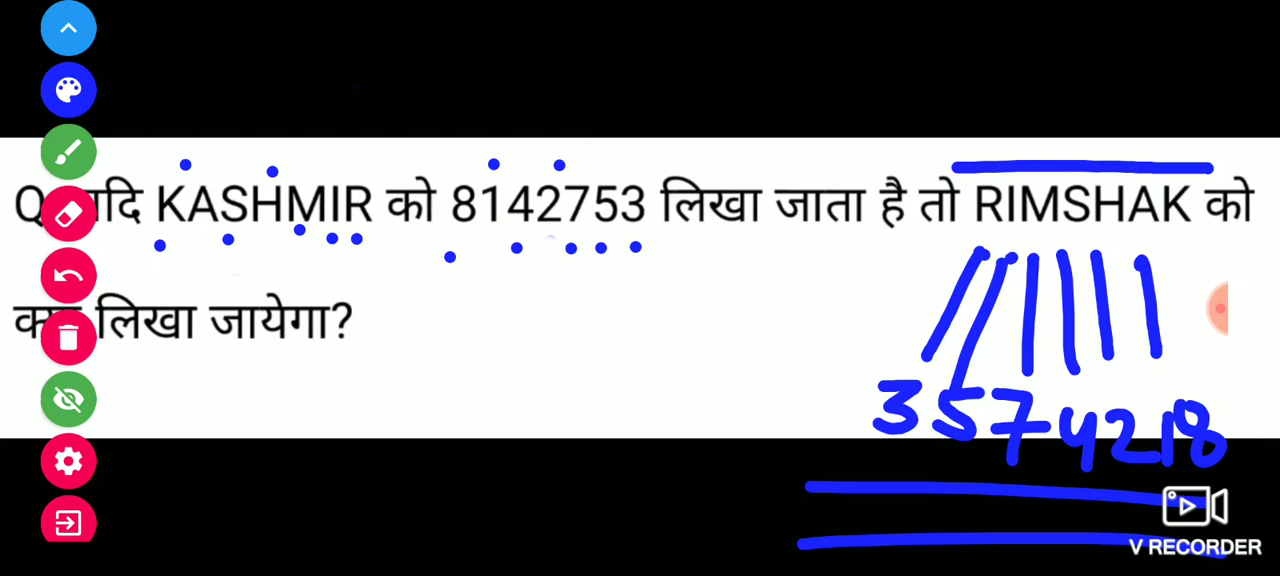 Q यदि KASHMIR को 8142753 लिखा जाता है तो RIMSHAK को
क्या लिखा जायेगा?
3574218
V RECORDER